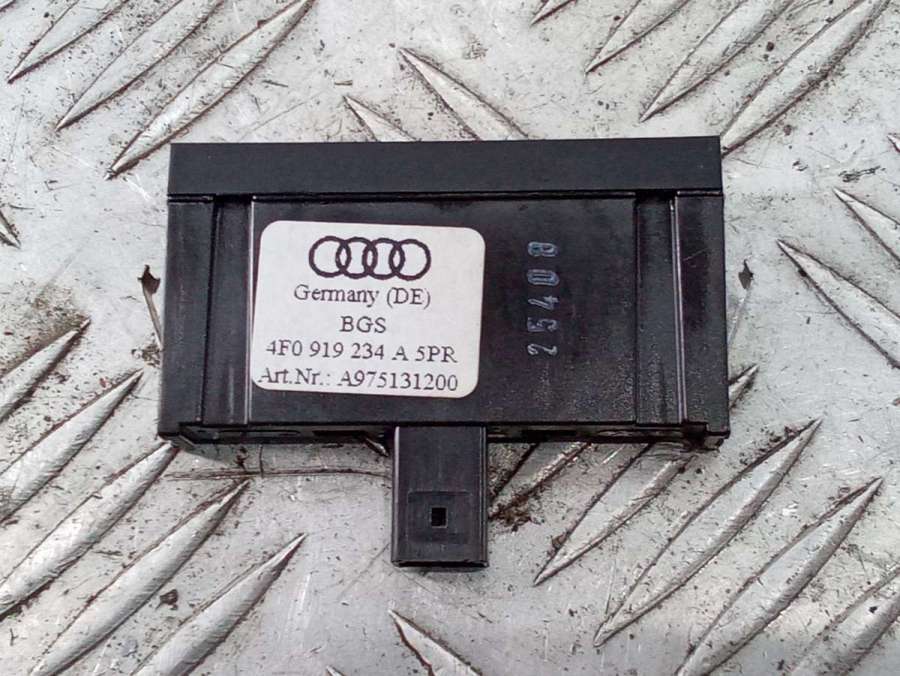 Germany (DE)
BGS
4F0 919 234 A 5PR
Art.Nr.: A975131200
25408